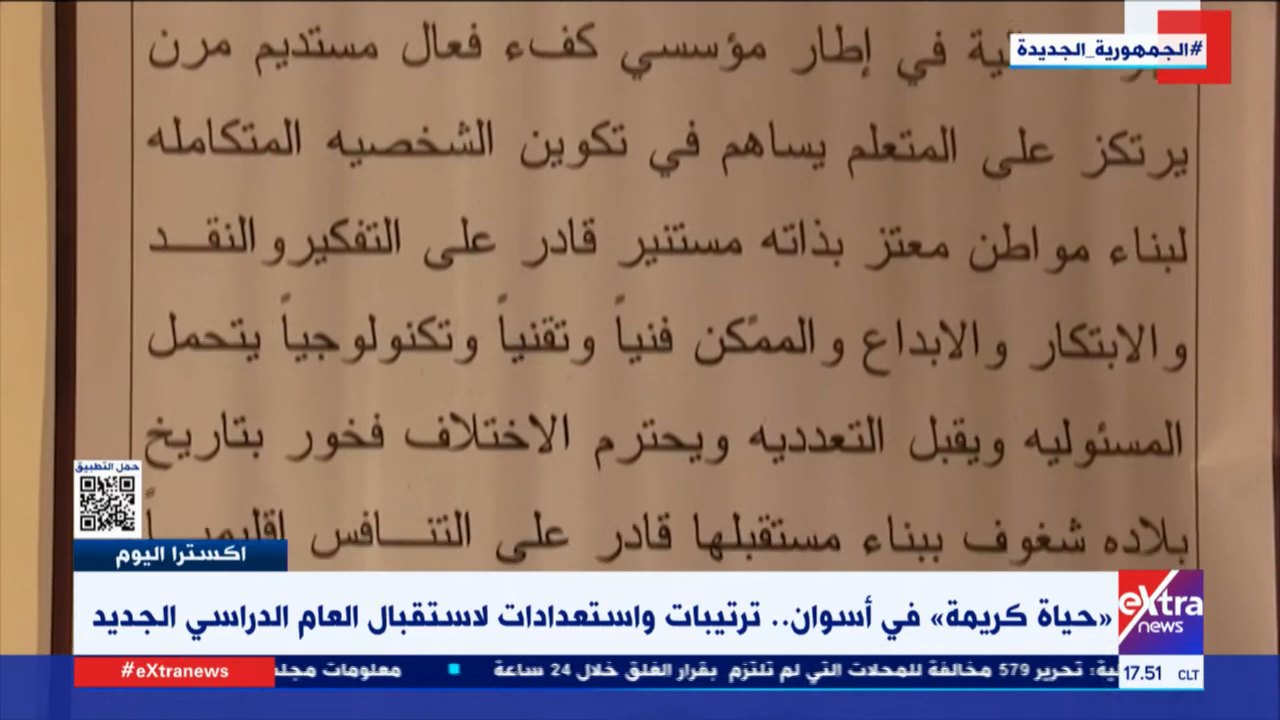 #الجمهورية_الجديدة
في إطار مؤسسي كفء فعال مستديم مرن
يرتكز على المتعلم يساهم في تكوين الشخصيه المتكامله
لبناء مواطن معتز بذاته مستنير قادر على التفكير والنقد
والابتكار والابداع والممكن فنياً وتقنياً وتكنولوجياً يتحمل
المسئوليه ويقبل التعدديه ويحترم الاختلاف فخور بتاريخ
بلاده شغوف ببناء مستقبلها قادر على التنافس اقليمياً
حمل التطبيق
اكسترا اليوم
«حياة كريمة» في أسوان.. ترتيبات واستعدادات لاستقبال العام الدراسي الجديد
eXtra
news
تحرير 579 مخالفة للمحلات التي لم تلتزم بقرار الغلق خلال 24 ساعة ■ معلومات
#eXtranews
17.51 CLT